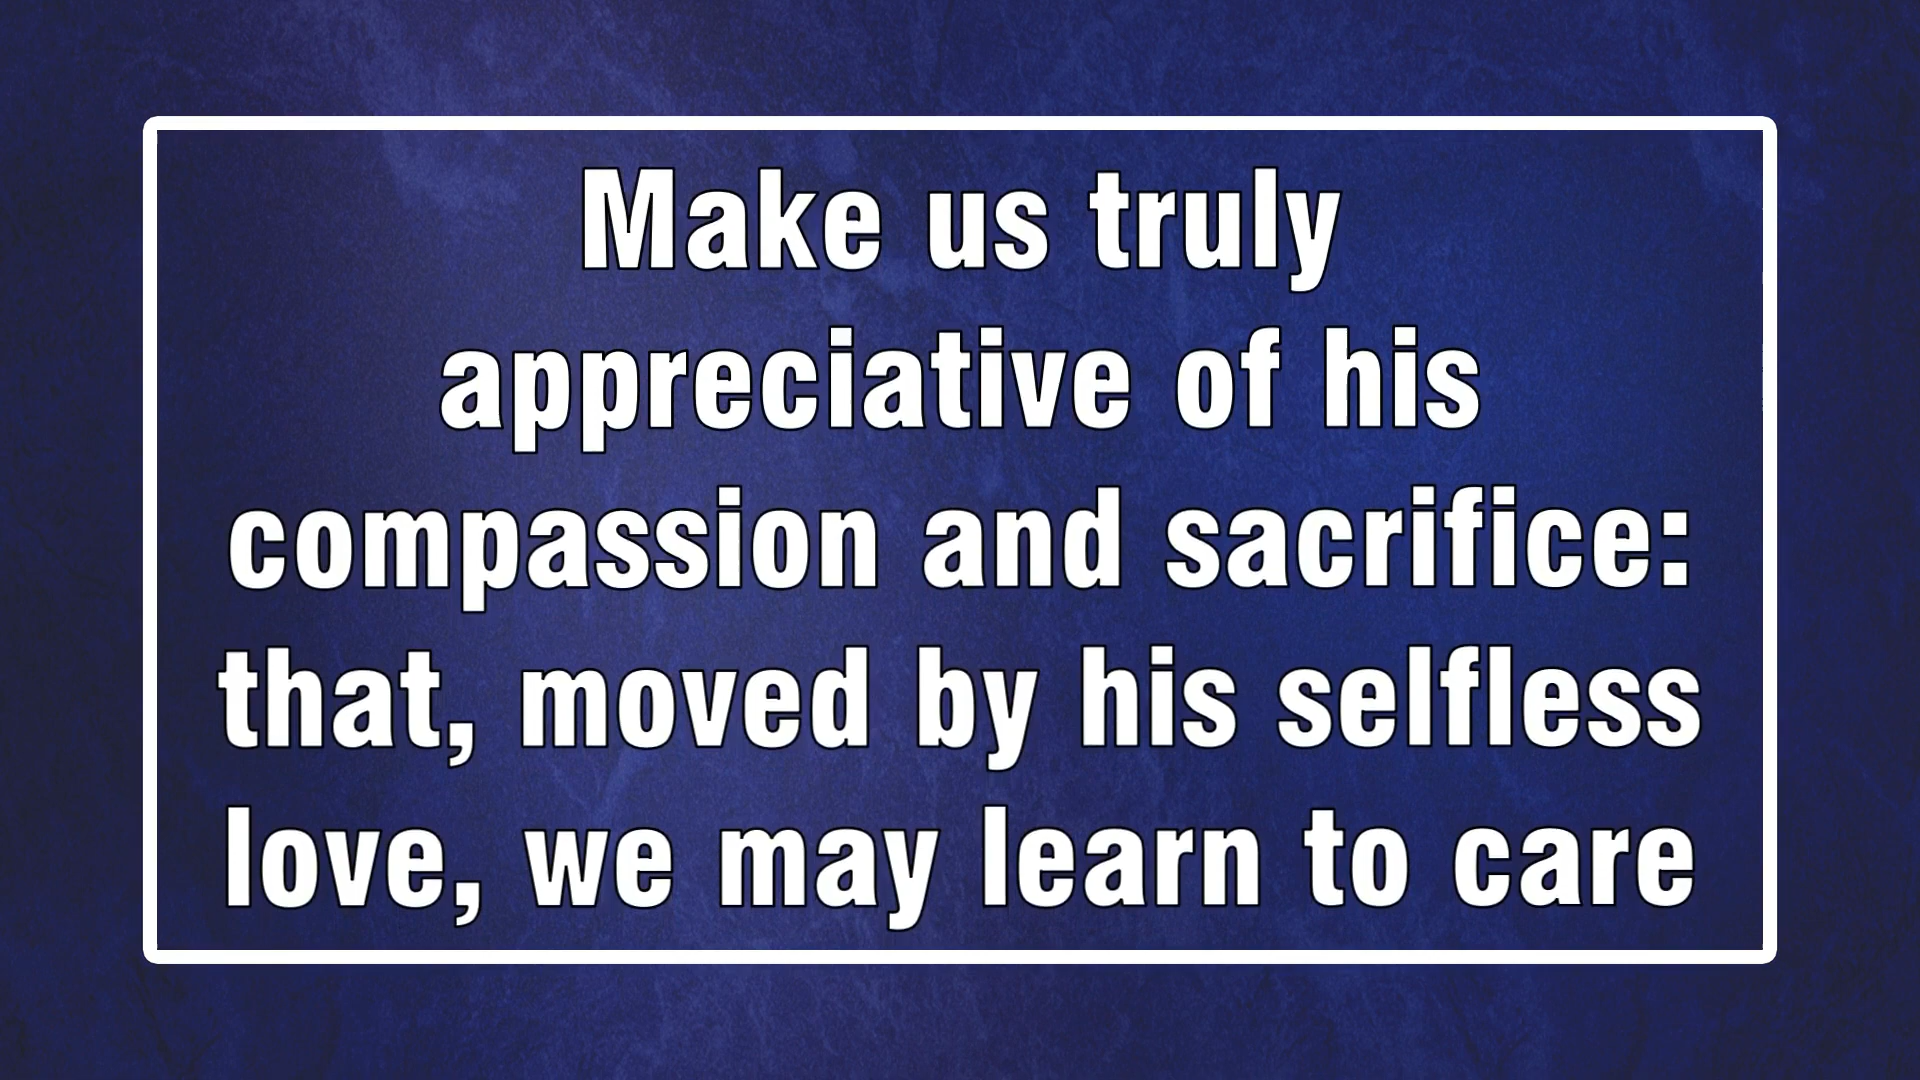 Make us truly
appreciative of his
compassion and sacrifice:
that, moved by his selfless
love, we may learn to care